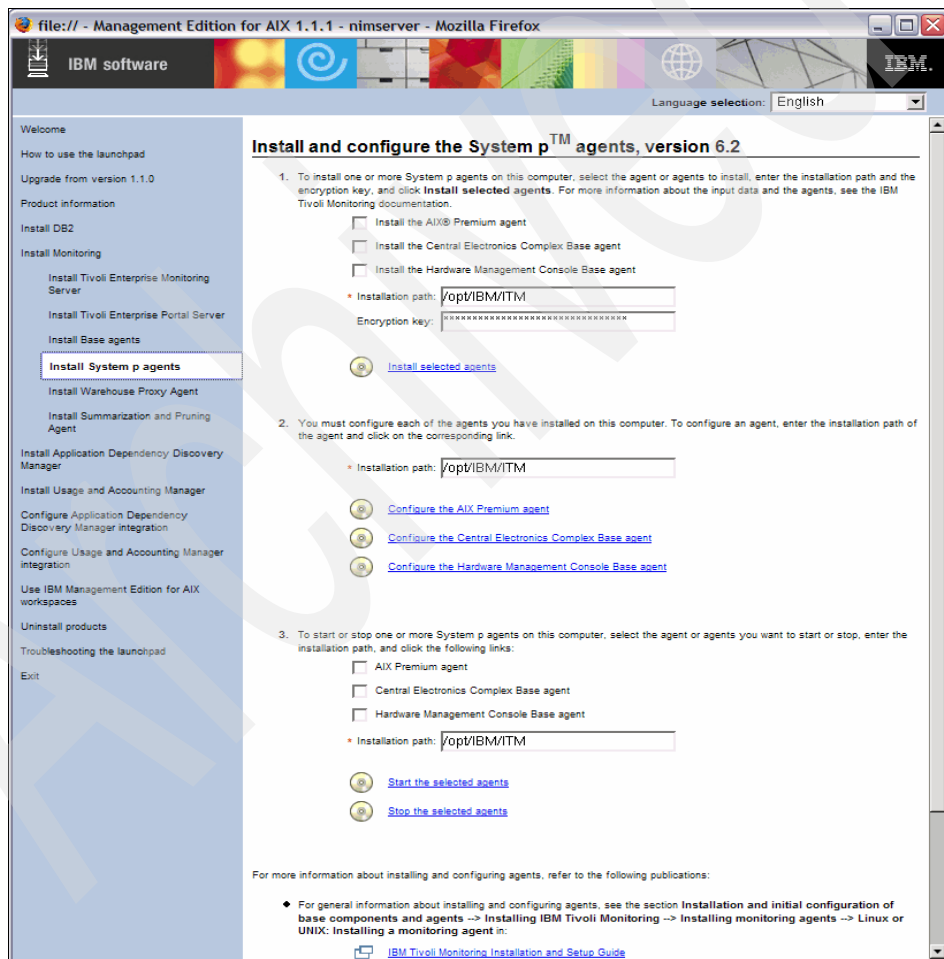 file:// - Management Edition for AIX 1.1.1 - nimserver - Mozilla Firefox
IBM software
IBM.
Language selection: English
Welcome
How to use the launchpad
Upgrade from version 1.1.0
Product information
Install DB2
Install Monitoring
Install Tivoli Enterprise Monitoring
Server
Install Tivoli Enterprise Portal Server
Install Base agents
Install System p agents
Install Warehouse Proxy Agent
Install Summarization and Pruning
Agent
Install Application Dependency Discovery
Manager
Install Usage and Accounting Manager
Configure Application Dependency
Discovery Manager integration
Configure Usage and Accounting Manager
integration
Use IBM Management Edition for AIX
workspaces
Uninstall products
Troubleshooting the launchpad
Exit
Install and configure the System p™ agents, version 6.2
1. To install one or more System p agents on this computer, select the agent or agents to install, enter the installation path and the
encryption key, and click Install selected agents. For more information about the input data and the agents, see the IBM
Tivoli Monitoring documentation.
Install the AIX® Premium agent
Install the Central Electronics Complex Base agent
Install the Hardware Management Console Base agent
* Installation path: /opt/IBM/ITM
Encryption key: ********************************
Install selected agents
2. You must configure each of the agents you have installed on this computer. To configure an agent, enter the installation path of
the agent and click on the corresponding link.
* Installation path: /opt/IBM/ITM
Configure the AIX Premium agent
Configure the Central Electronics Complex Base agent
Configure the Hardware Management Console Base agent
3. To start or stop one or more System p agents on this computer, select the agent or agents you want to start or stop, enter the
installation path, and click the following links:
AIX Premium agent
Central Electronics Complex Base agent
Hardware Management Console Base agent
* Installation path: /opt/IBM/ITM
Start the selected agents
Stop the selected agents
For more information about installing and configuring agents, refer to the following publications:
◆ For general information about installing and configuring agents, see the section Installation and initial configuration of
base components and agents --> Installing IBM Tivoli Monitoring --> Installing monitoring agents --> Linux or
UNIX: Installing a monitoring agent in:
IBM Tivoli Monitoring Installation and Setup Guide